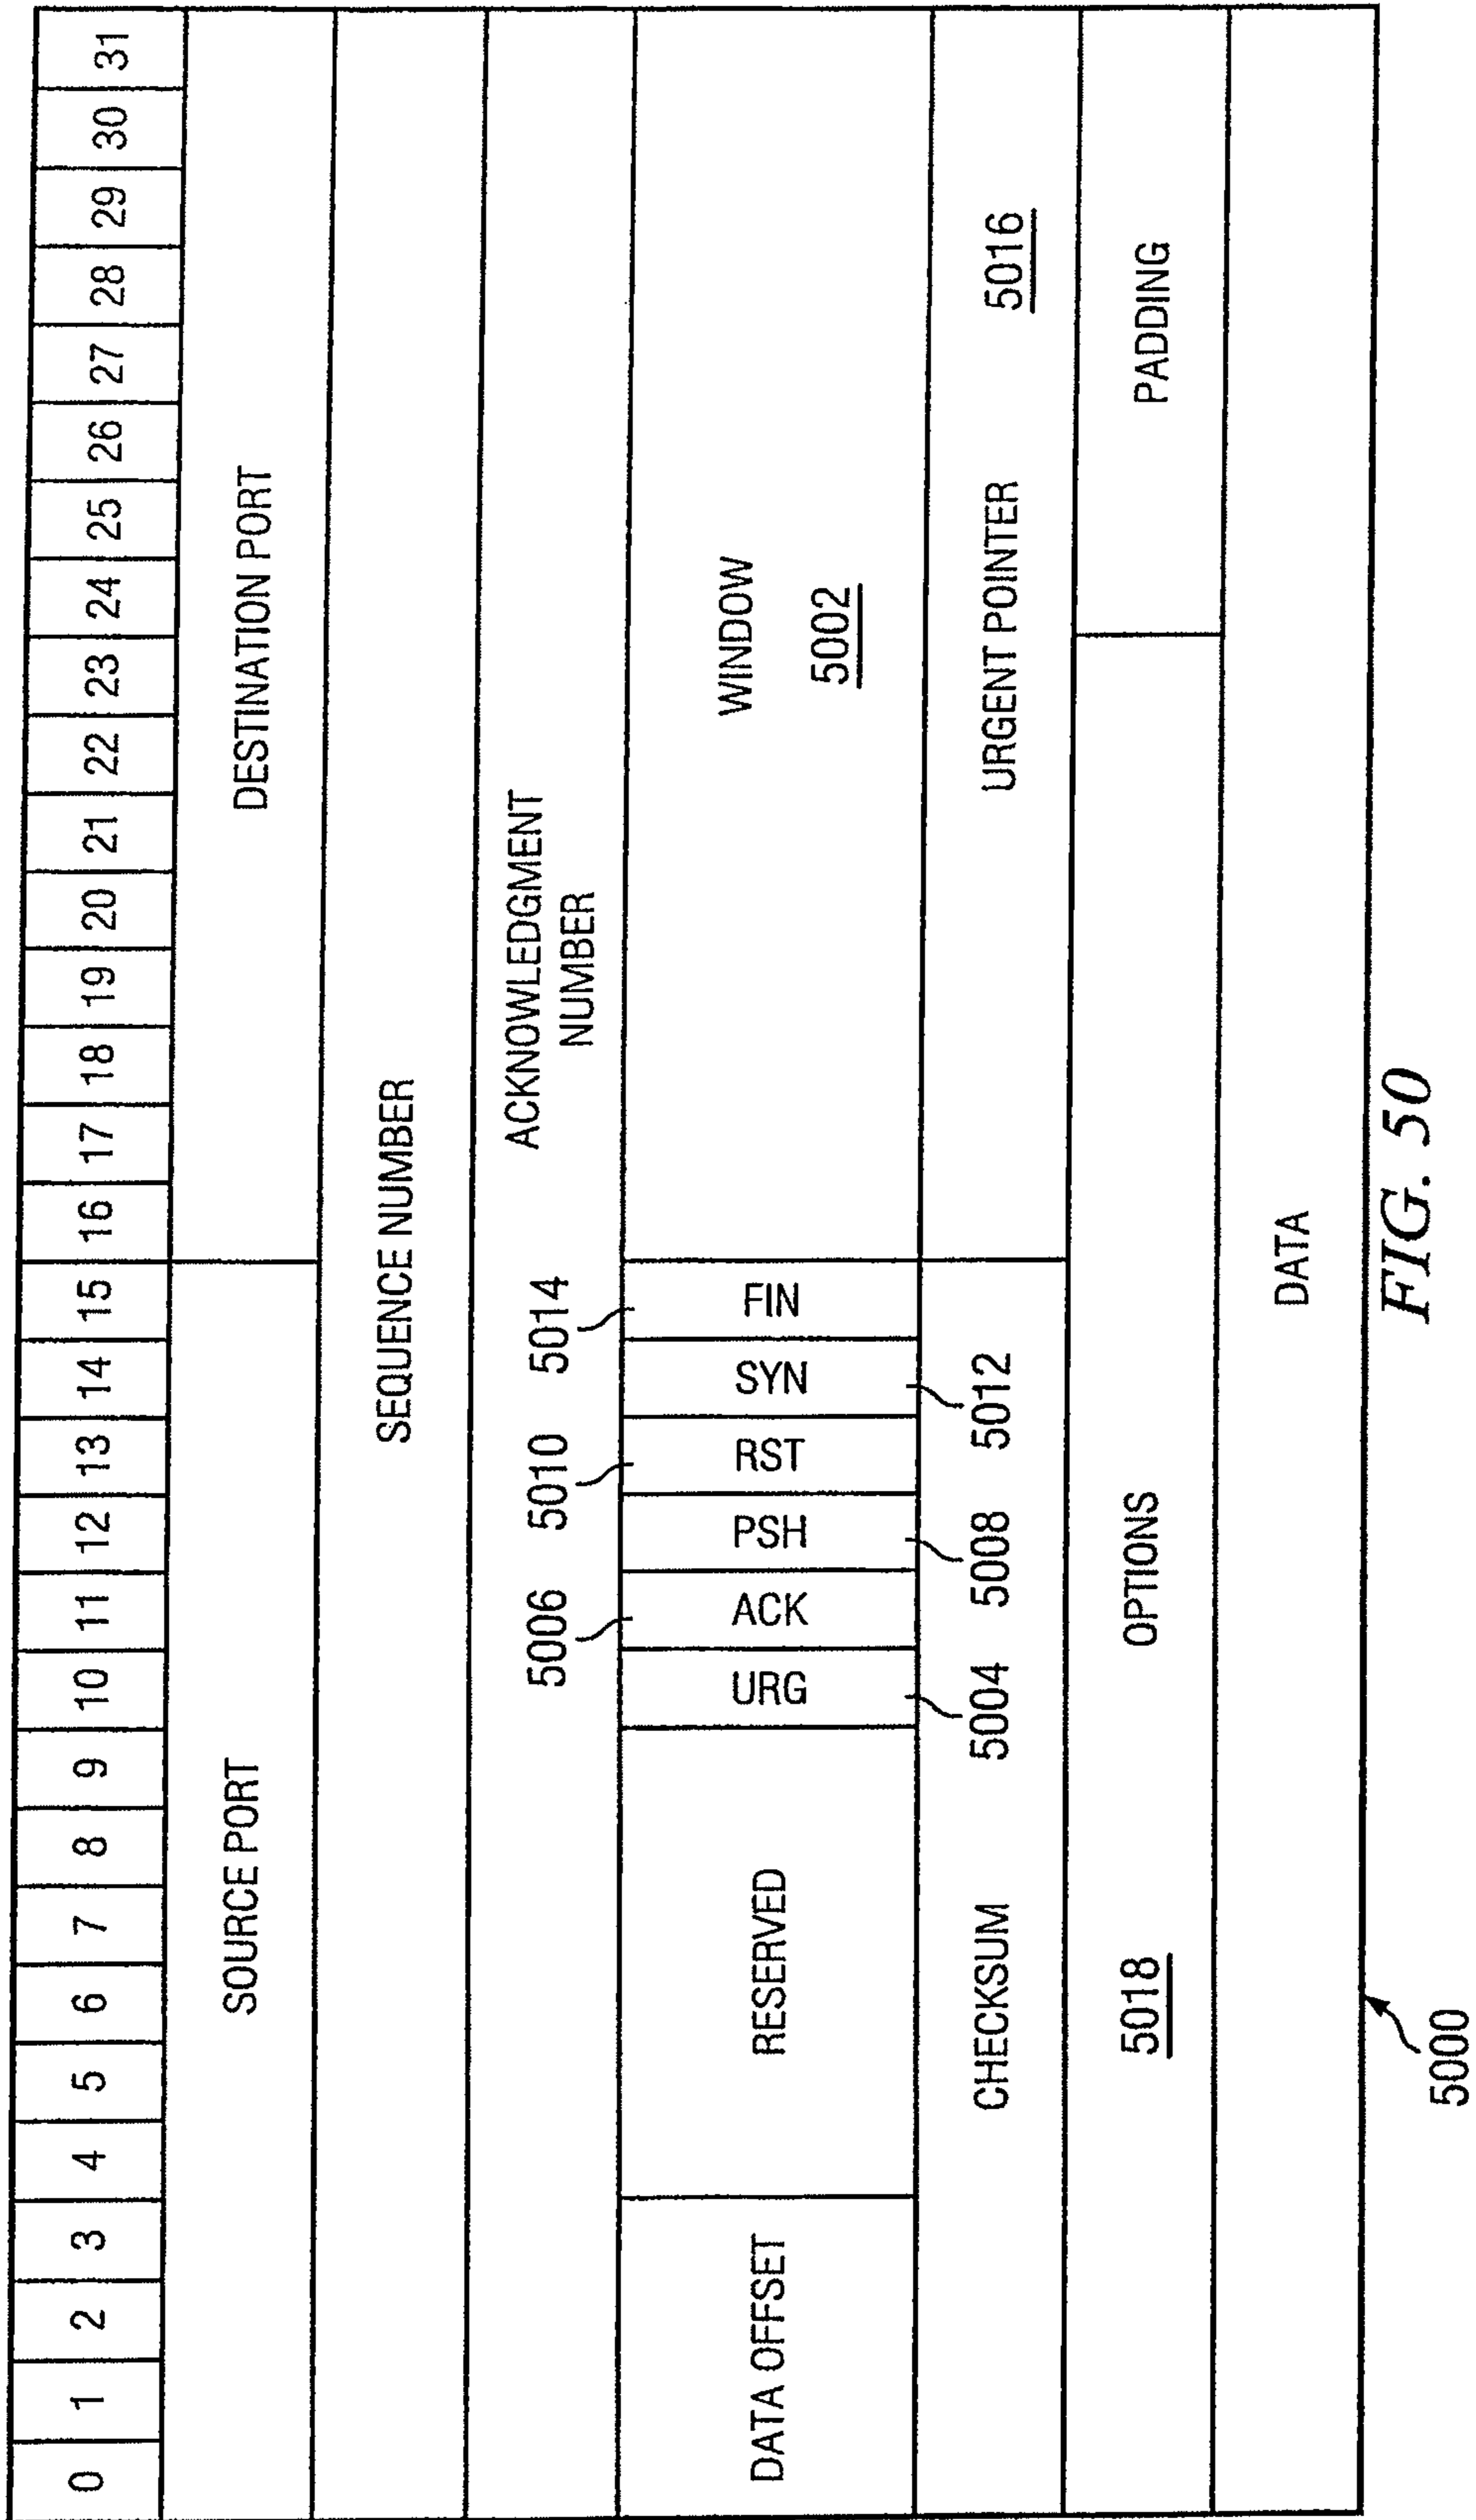 0 1 2 3 4 5 6 7 8 9 10 11 12 13 14 15 16 17 18 19 20 21 22 23 24 25 26 27 28 29 30 31
SOURCE PORT DESTINATION PORT
SEQUENCE NUMBER
ACKNOWLEDGMENT
NUMBER
5006 5010 5014
DATA OFFSET RESERVED URG ACK PSH RST SYN FIN WINDOW
5002
5004 5008 5012
CHECKSUM URGENT POINTER 5016
5018 OPTIONS PADDING
DATA
5000
FIG. 50